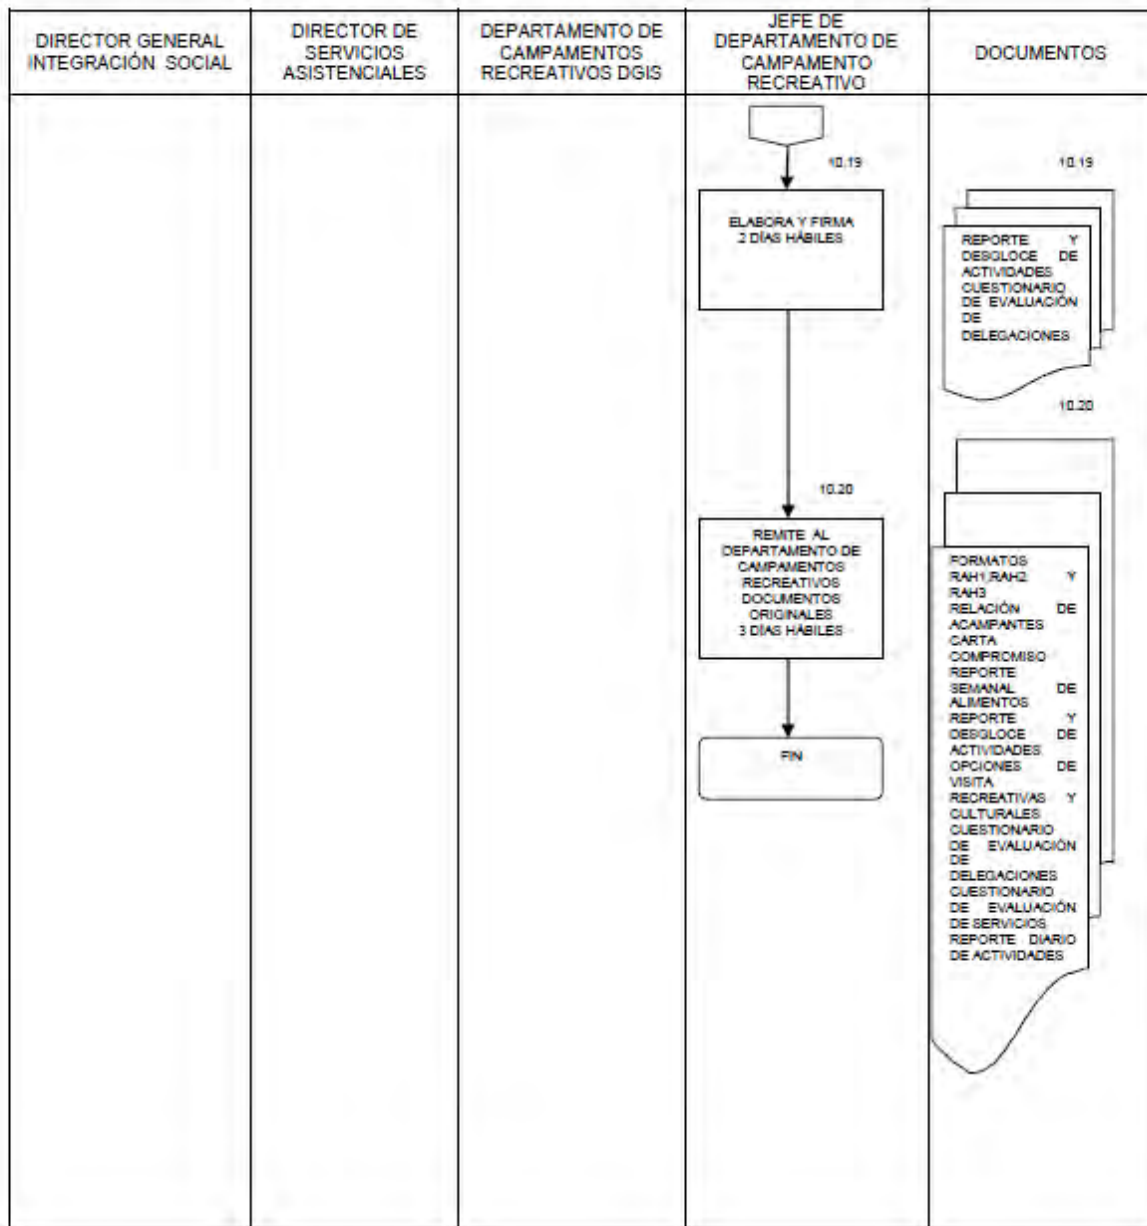 DIRECTOR GENERAL
INTEGRACIÓN SOCIAL
DIRECTOR DE
SERVICIOS
ASISTENCIALES
DEPARTAMENTO DE
CAMPAMENTOS
RECREATIVOS DGIS
JEFE DE
DEPARTAMENTO DE
CAMPAMENTO
RECREATIVO
DOCUMENTOS
10.19
ELABORA Y FIRMA
2 DÍAS HÁBILES
10.19
REPORTE Y
DESGLOCE DE
ACTIVIDADES
CUESTIONARIO
DE EVALUACIÓN
DE
DELEGACIONES
10.20
REMITE AL
DEPARTAMENTO DE
CAMPAMENTOS
RECREATIVOS
DOCUMENTOS
ORIGINALES
3 DÍAS HÁBILES
FIN
10.20
FORMATOS
RAH1,RAH2 Y
RAH3
RELACIÓN DE
ACAMPANTES
CARTA
COMPROMISO
REPORTE
SEMANAL DE
ALIMENTOS
REPORTE Y
DESGLOCE DE
ACTIVIDADES
OPCIONES DE
VISITA
RECREATIVAS Y
CULTURALES
CUESTIONARIO
DE EVALUACIÓN
DE
DELEGACIONES
CUESTIONARIO
DE EVALUACIÓN
DE SERVICIOS
REPORTE DIARIO
DE ACTIVIDADES